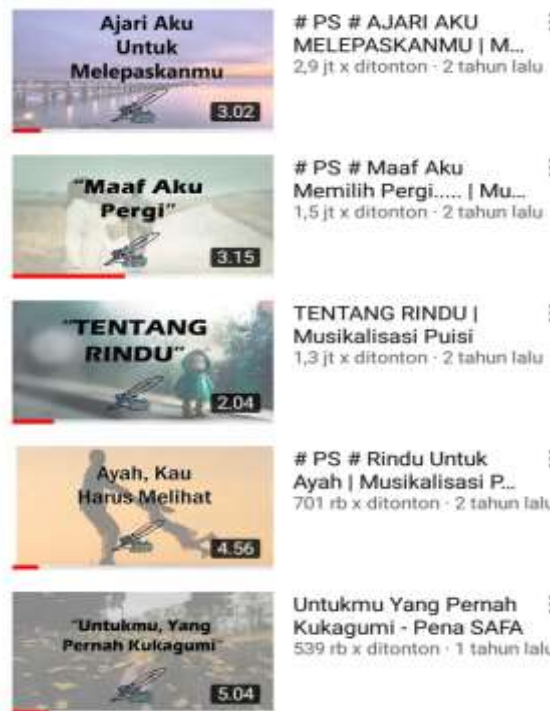 Ajari Aku
Untuk
Melepaskanmu
3.02
# PS # AJARI AKU
MELEPASKANMU | M...
2,9 jt x ditonton · 2 tahun lalu
"Maaf Aku
Pergi"
3.15
# PS # Maaf Aku
Memilih Pergi..... | Mu...
1,5 jt x ditonton · 2 tahun lalu
"TENTANG
RINDU"
2.04
TENTANG RINDU |
Musikalisasi Puisi
1,3 jt x ditonton · 2 tahun lalu
Ayah, Kau
Harus Melihat
4.56
# PS # Rindu Untuk
Ayah | Musikalisasi P...
701 rb x ditonton · 2 tahun lalu
"Untukmu, Yang
Pernah Kukagumi"
5.04
Untukmu Yang Pernah
Kukagumi - Pena SAFA
539 rb x ditonton · 1 tahun lalu